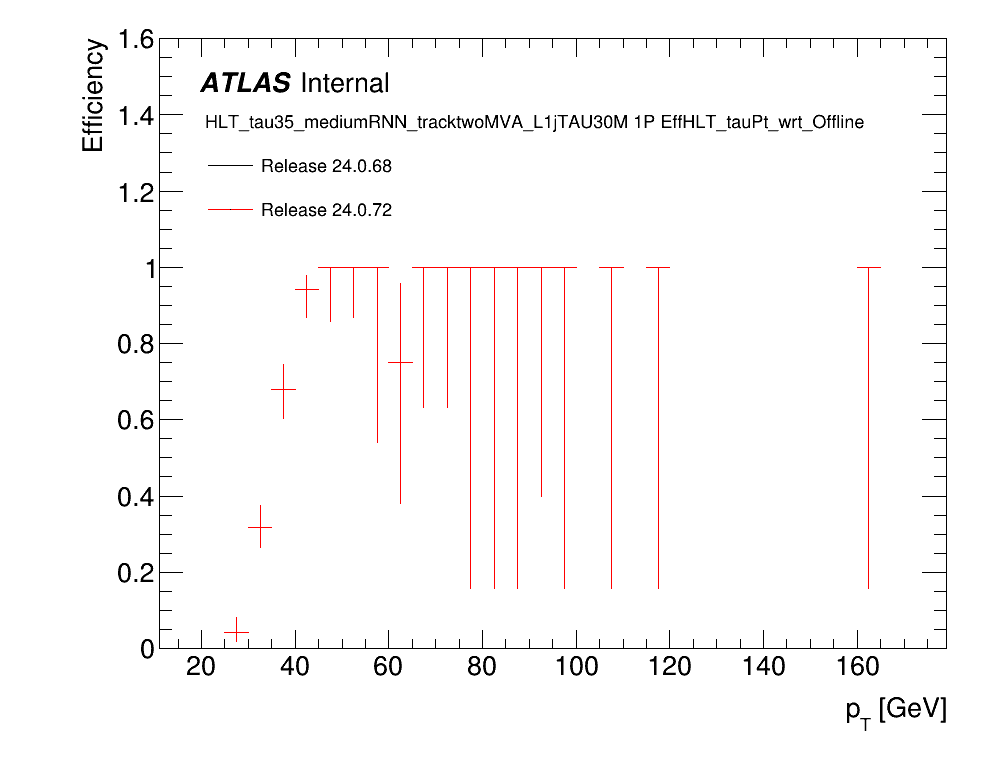 Efficiency
1.6
1.4
1.2
1
0.8
0.6
0.4
0.2
0
ATLAS Internal
HLT_tau35_mediumRNN_tracktwoMVA_L1jTAU30M 1P EffHLT_tauPt_wrt_Offline
Release 24.0.68
Release 24.0.72
20 40 60 80 100 120 140 160
p_T [GeV]